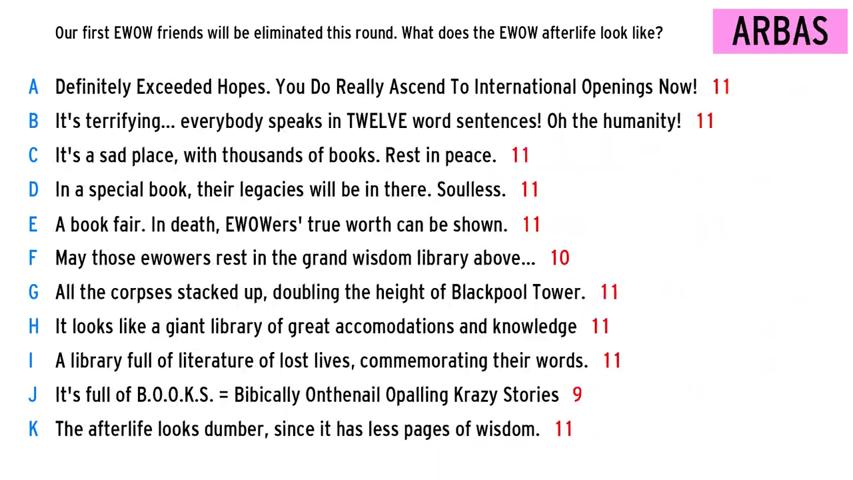 Our first EWOW friends will be eliminated this round. What does the EWOW afterlife look like?
ARBAS
A Definitely Exceeded Hopes. You Do Really Ascend To International Openings Now! 11
B It's terrifying... everybody speaks in TWELVE word sentences! Oh the humanity! 11
C It's a sad place, with thousands of books. Rest in peace. 11
D In a special book, their legacies will be in there. Soulless. 11
E A book fair. In death, EWOWers' true worth can be shown. 11
F May those ewowers rest in the grand wisdom library above... 10
G All the corpses stacked up, doubling the height of Blackpool Tower. 11
H It looks like a giant library of great accomodations and knowledge 11
I A library full of literature of lost lives, commemorating their words. 11
J It's full of B.O.O.K.S. = Bibically Onthenail Opalling Krazy Stories 9
K The afterlife looks dumber, since it has less pages of wisdom. 11